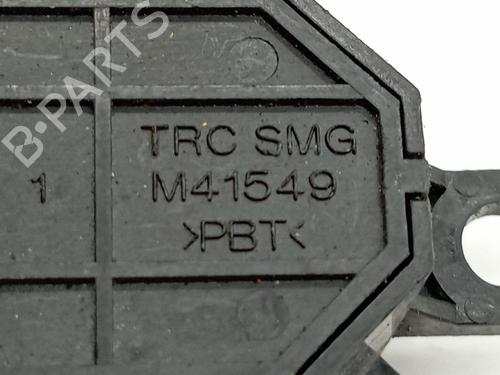 B-PARTS
TRC SMG
1 M41549
>PBT<